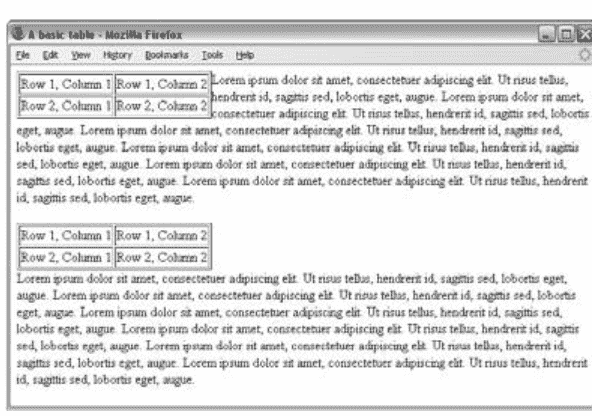 A basic table - Mozilla Firefox
File Edit View History Bookmarks Tools Help
Row 1, Column 1 Row 1, Column 2 Lorem ipsum dolor sit amet, consectetuer adipiscing elit. Ut risus tellus,
hendrerit id, sagittis sed, lobortis eget, augue. Lorem ipsum dolor sit amet,
Row 2, Column 1 Row 2, Column 2 consectetuer adipiscing elit. Ut risus tellus, hendrerit id, sagittis sed, lobortis
eget, augue. Lorem ipsum dolor sit amet, consectetuer adipiscing elit. Ut risus tellus, hendrerit id, sagittis sed,
lobortis eget, augue. Lorem ipsum dolor sit amet, consectetuer adipiscing elit. Ut risus tellus, hendrerit id, sagittis
sed, lobortis eget, augue. Lorem ipsum dolor sit amet, consectetuer adipiscing elit. Ut risus tellus, hendrerit id,
sagittis sed, lobortis eget, augue. Lorem ipsum dolor sit amet, consectetuer adipiscing elit. Ut risus tellus, hendrerit
id, sagittis sed, lobortis eget, augue.
Row 1, Column 1 Row 1, Column 2
Row 2, Column 1 Row 2, Column 2
Lorem ipsum dolor sit amet, consectetuer adipiscing elit. Ut risus tellus, hendrerit id, sagittis sed, lobortis eget,
augue. Lorem ipsum dolor sit amet, consectetuer adipiscing elit. Ut risus tellus, hendrerit id, sagittis sed, lobortis
eget, augue. Lorem ipsum dolor sit amet, consectetuer adipiscing elit. Ut risus tellus, hendrerit id, sagittis sed,
lobortis eget, augue. Lorem ipsum dolor sit amet, consectetuer adipiscing elit. Ut risus tellus, hendrerit id, sagittis
sed, lobortis eget, augue. Lorem ipsum dolor sit amet, consectetuer adipiscing elit. Ut risus tellus, hendrerit id,
sagittis sed, lobortis eget, augue. Lorem ipsum dolor sit amet, consectetuer adipiscing elit. Ut risus tellus, hendrerit
id, sagittis sed, lobortis eget, augue.